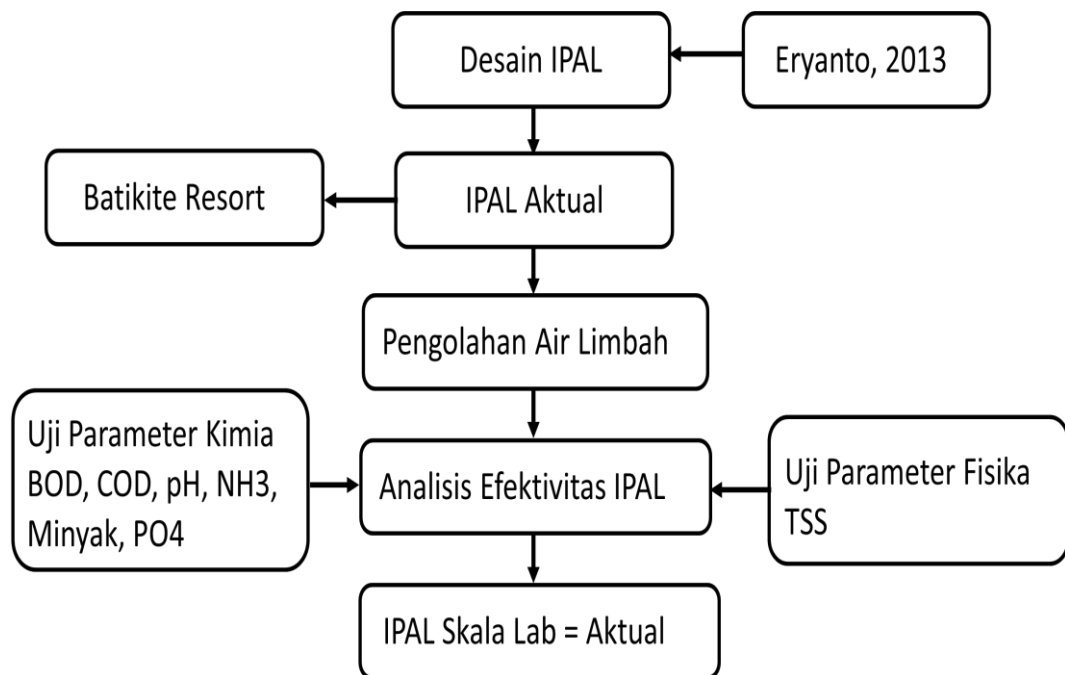 Desain IPAL
Eryanto, 2013
Batikite Resort
IPAL Aktual
Pengolahan Air Limbah
Uji Parameter Kimia
BOD, COD, pH, NH3,
Minyak, PO4
Analisis Efektivitas IPAL
Uji Parameter Fisika
TSS
IPAL Skala Lab = Aktual